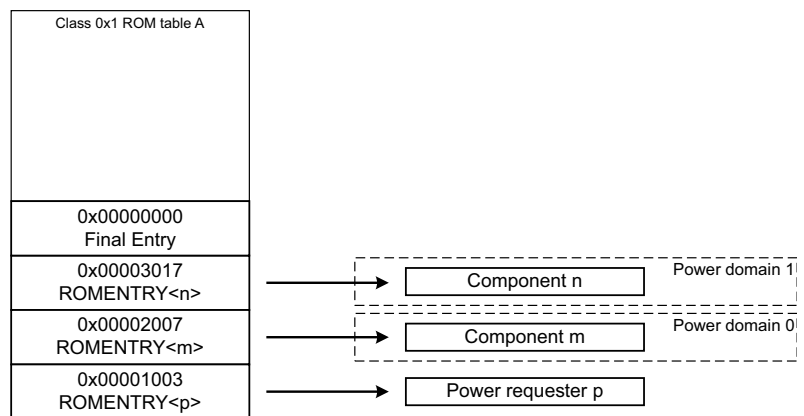 Class 0x1 ROM table A
0x00000000
Final Entry
0x00003017
ROMENTRY<n>
Component n
Power domain 1
0x00002007
ROMENTRY<m>
Component m
Power domain 0
0x00001003
ROMENTRY<p>
Power requester p